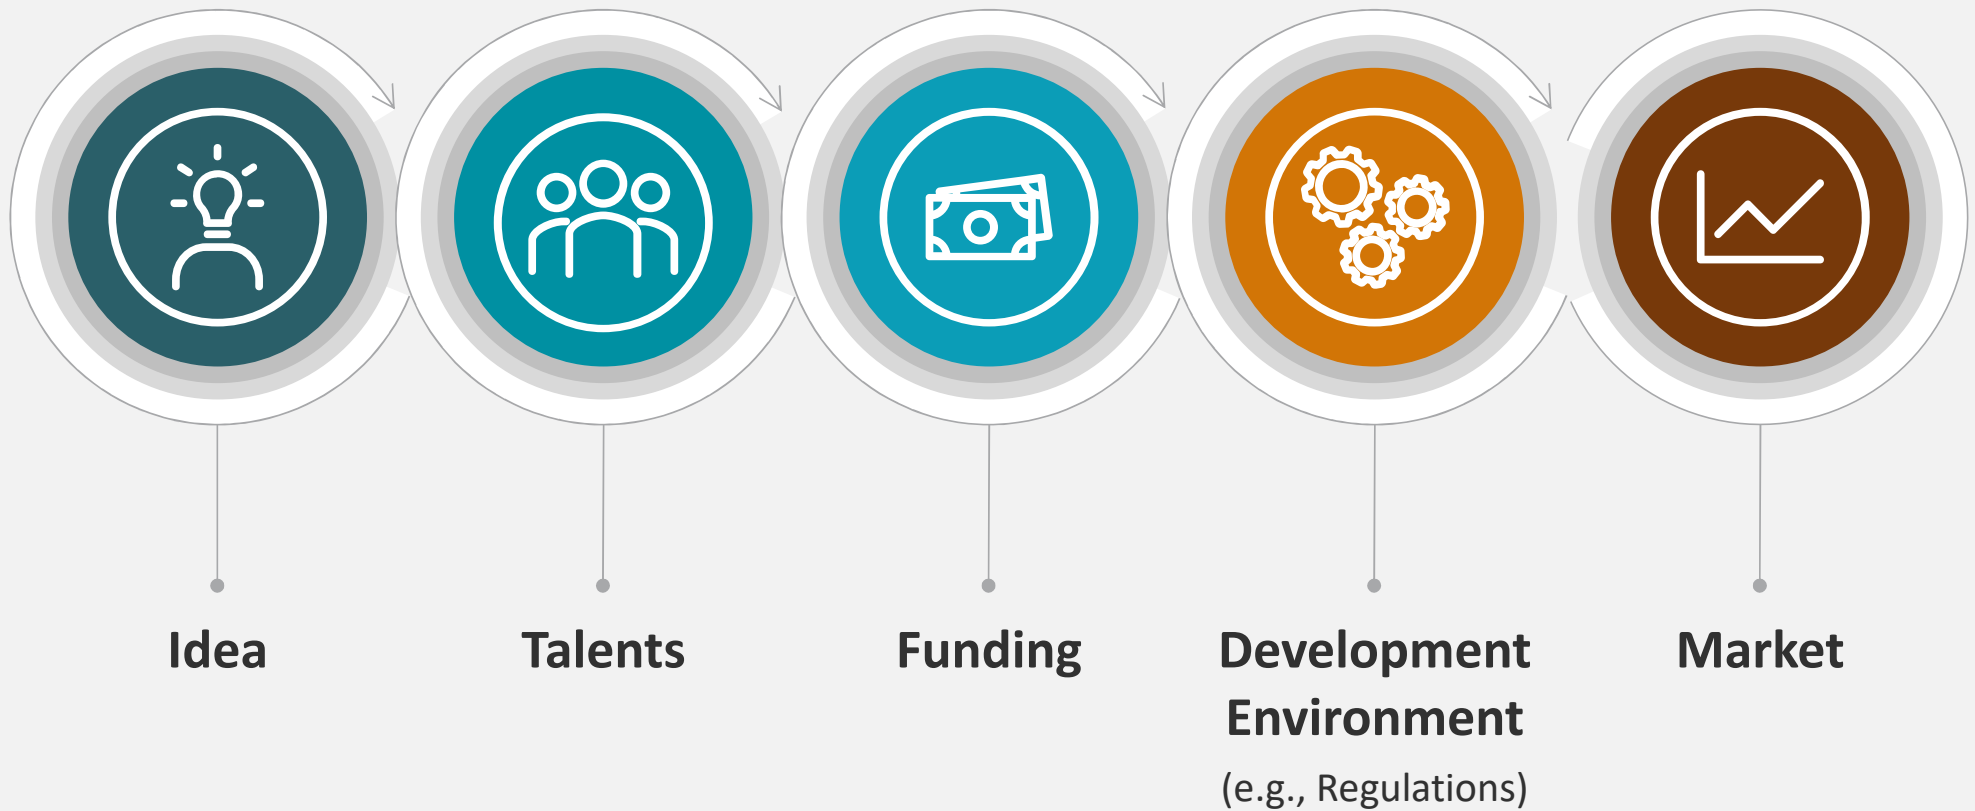 Idea
Talents
Funding
Development
Environment
(e.g., Regulations)
Market